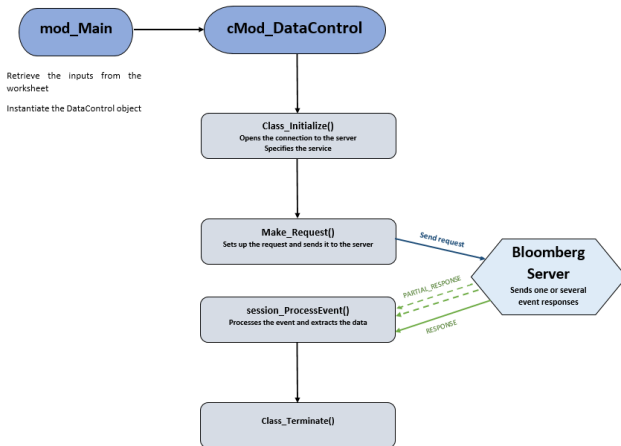 mod_Main
cMod_DataControl
Retrieve the inputs from the
worksheet
Instantiate the DataControl object
Class_Initialize()
Opens the connection to the server
Specifies the service
Make_Request()
Sets up the request and sends it to the server
Send request
Bloomberg
Server
Sends one or several
event responses
PARTIAL_RESPONSE
session_ProcessEvent()
Processes the event and extracts the data
RESPONSE
Class_Terminate()